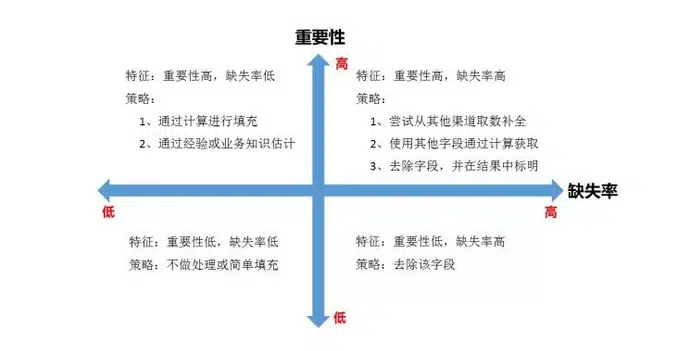 重要性
高
特征：重要性高，缺失率低
策略：
1、通过计算进行填充
2、通过经验或业务知识估计
特征：重要性高，缺失率高
策略：
1、尝试从其他渠道取数补全
2、使用其他字段通过计算获取
3、去除字段，并在结果中标明
低
高
缺失率
特征：重要性低，缺失率低
策略：不做处理或简单填充
特征：重要性低，缺失率高
策略：去除该字段
低